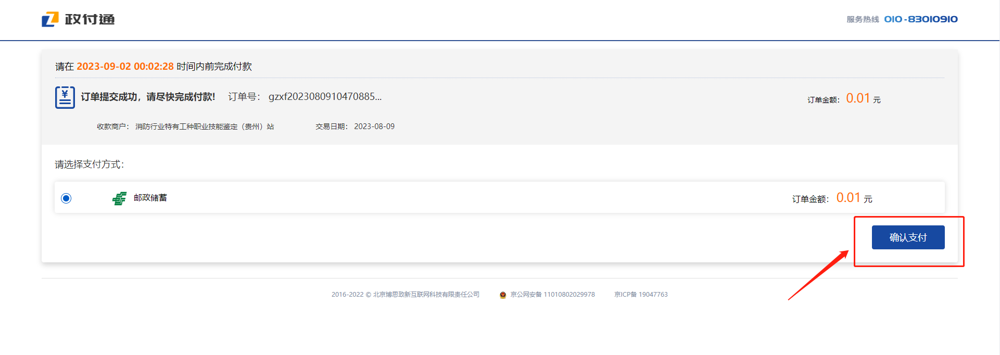 政付通
服务热线 010-83010910
请在 2023-09-02 00:02:28 时间内前完成付款
订单提交成功，请尽快完成付款! 订单号： gzxf2023080910470885...
订单金额： 0.01 元
收款商户： 消防行业特有工种职业技能鉴定（贵州）站 交易日期： 2023-08-09
请选择支付方式：
邮政储蓄 订单金额： 0.01 元
确认支付
2016-2022 © 北京博思致新互联网科技有限责任公司 京公网安备 11010802029978 京ICP备 19047763